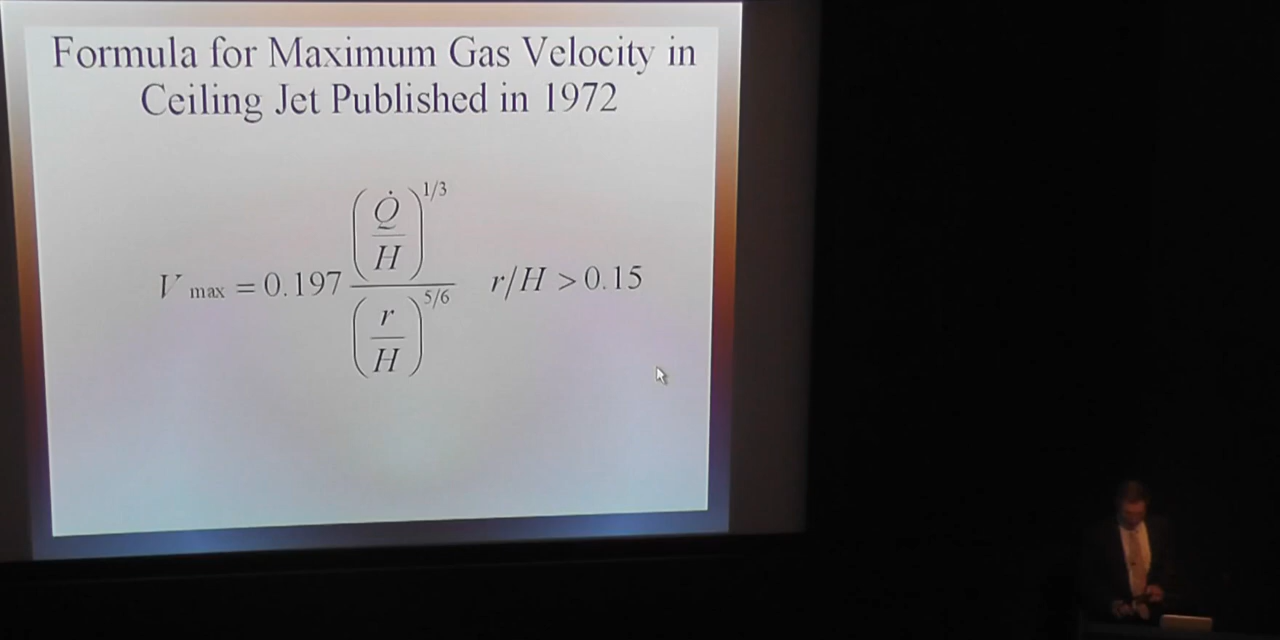 Formula for Maximum Gas Velocity in
Ceiling Jet Published in 1972
V max = 0.197 (Q̇/H)^1/3 / (r/H)^5/6 r/H > 0.15